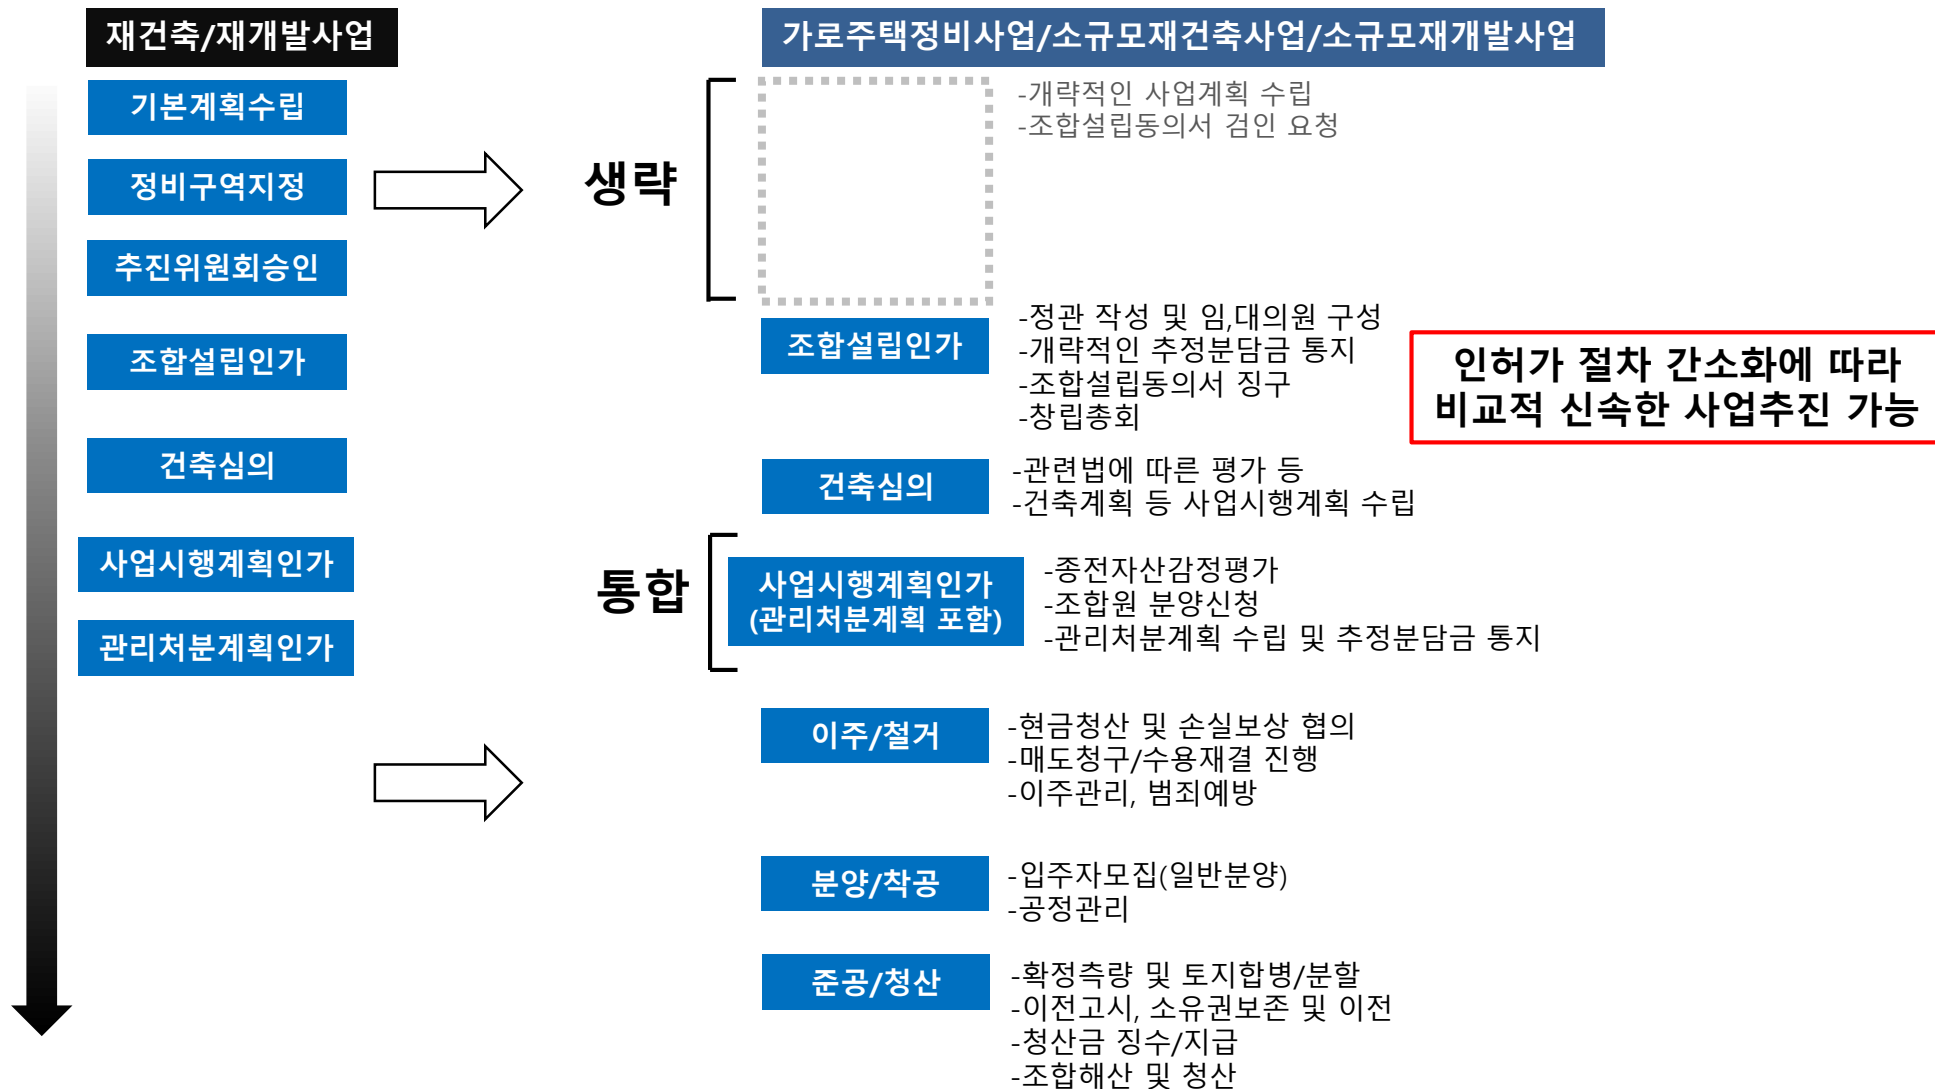 재건축/재개발사업
기본계획수립
정비구역지정
추진위원회승인
조합설립인가
건축심의
사업시행계획인가
관리처분계획인가
가로주택정비사업/소규모재건축사업/소규모재개발사업
생략
-개략적인 사업계획 수립
-조합설립동의서 검인 요청
조합설립인가
-정관 작성 및 임,대의원 구성
-개략적인 추정분담금 통지
-조합설립동의서 징구
-창립총회
인허가 절차 간소화에 따라
비교적 신속한 사업추진 가능
건축심의
-관련법에 따른 평가 등
-건축계획 등 사업시행계획 수립
통합
사업시행계획인가
(관리처분계획 포함)
-종전자산감정평가
-조합원 분양신청
-관리처분계획 수립 및 추정분담금 통지
이주/철거
-현금청산 및 손실보상 협의
-매도청구/수용재결 진행
-이주관리, 범죄예방
분양/착공
-입주자모집(일반분양)
-공정관리
준공/청산
-확정측량 및 토지합병/분할
-이전고시, 소유권보존 및 이전
-청산금 징수/지급
-조합해산 및 청산